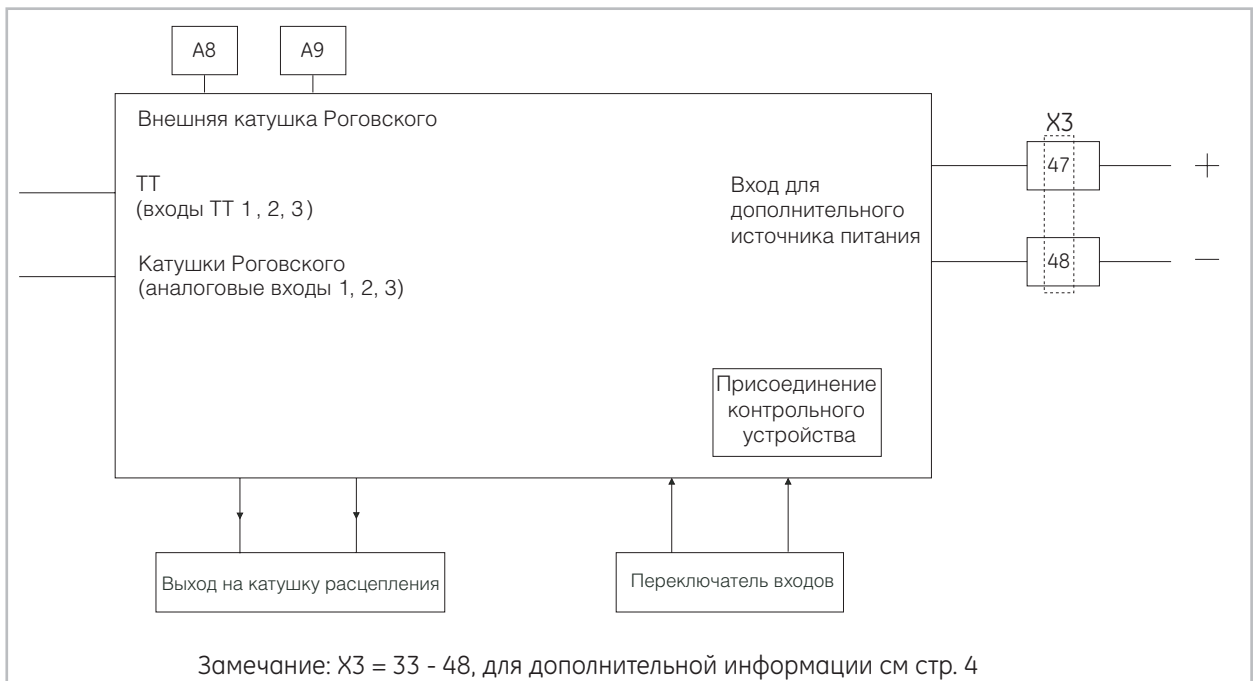 A8
A9
Внешняя катушка Роговского
X3
47
+
ТТ
(входы ТТ 1, 2, 3)
Вход для
дополнительного
источника питания
Катушки Роговского
(аналоговые входы 1, 2, 3)
48
—
Присоединение
контрольного
устройства
Выход на катушку расцепления
Переключатель входов
Замечание: X3 = 33 - 48, для дополнительной информации см стр. 4